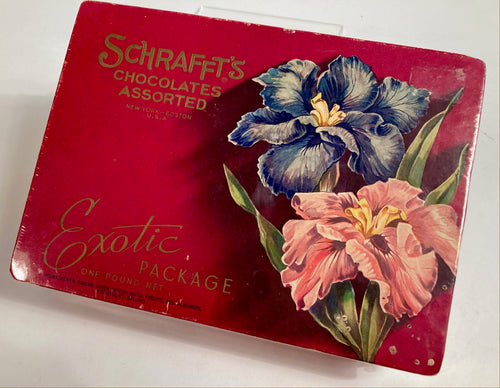 SCHRAFFT'S
CHOCOLATES
ASSORTED
NEW YORK - BOSTON
U.S.A.
Exotic
PACKAGE
ONE POUND NET